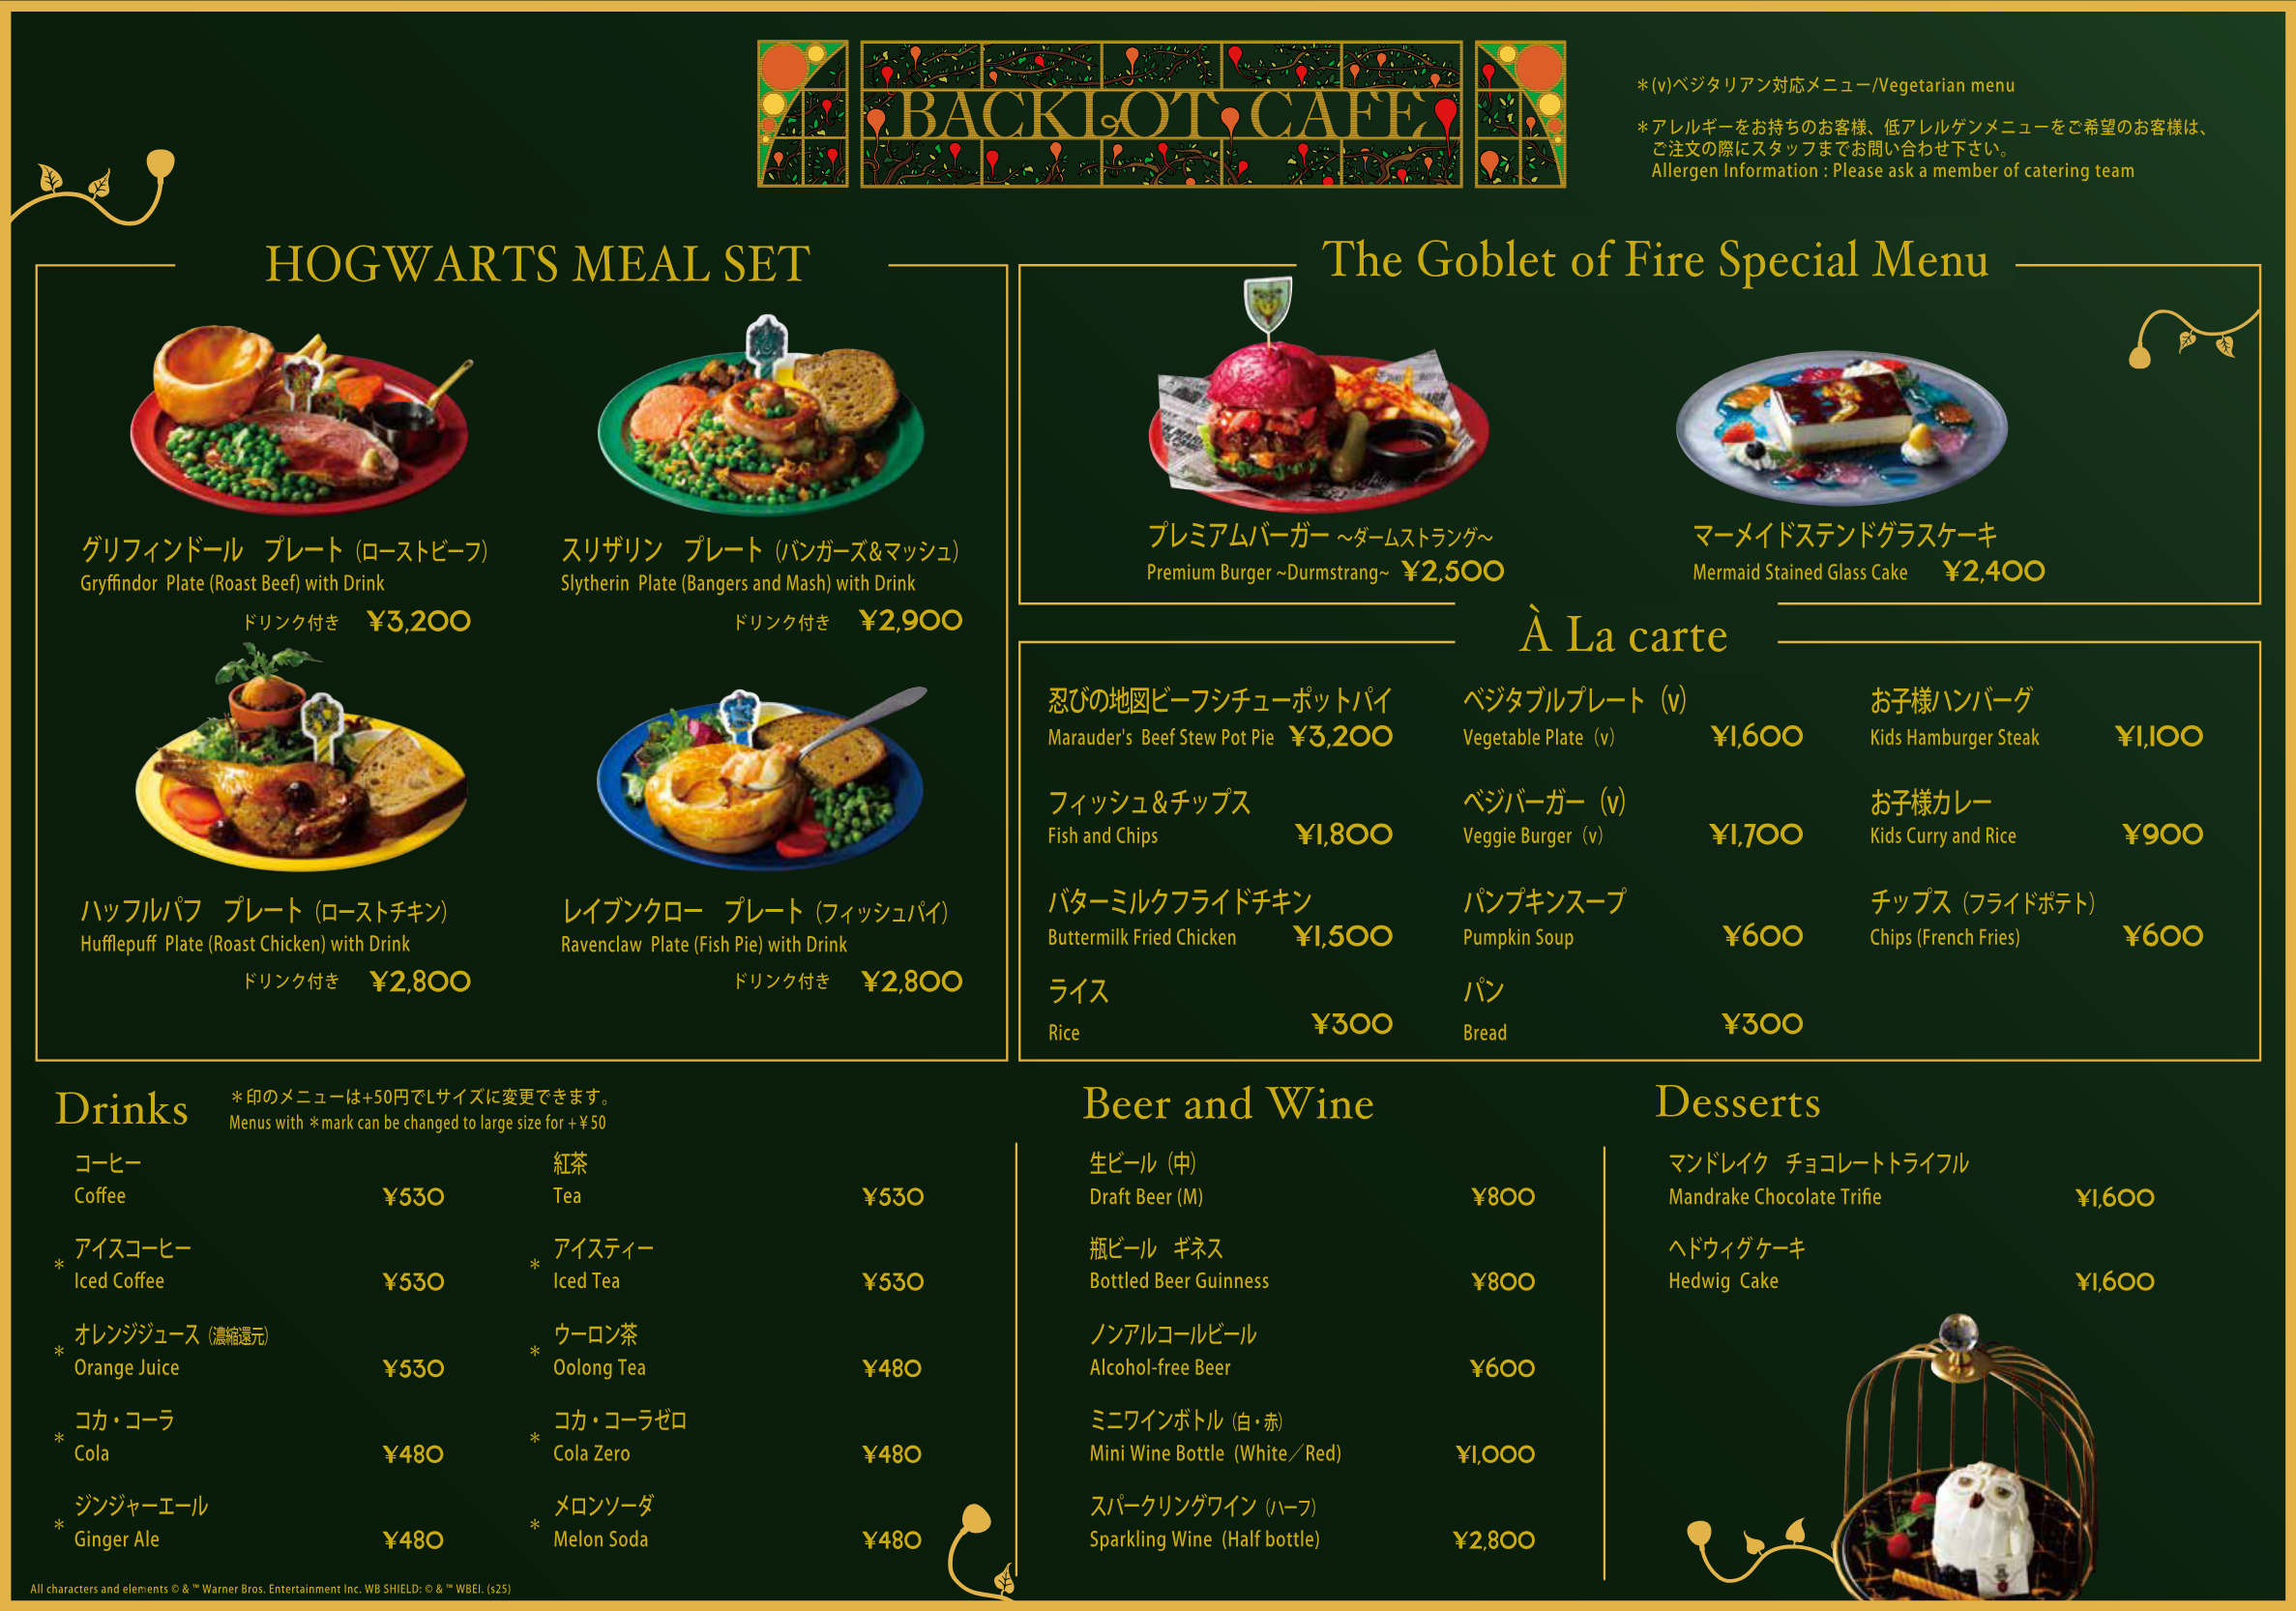 BACKLOT CAFE
＊(v)ベジタリアン対応メニュー/Vegetarian menu
＊アレルギーをお持ちのお客様、低アレルゲンメニューをご希望のお客様は、
ご注文の際にスタッフまでお問い合わせ下さい。
Allergen Information : Please ask a member of catering team
HOGWARTS MEAL SET
グリフィンドール　プレート（ローストビーフ）
Gryffindor Plate (Roast Beef) with Drink
ドリンク付き ¥3,200
スリザリン　プレート（バンガーズ＆マッシュ）
Slytherin Plate (Bangers and Mash) with Drink
ドリンク付き ¥2,900
ハッフルパフ　プレート（ローストチキン）
Hufflepuff Plate (Roast Chicken) with Drink
ドリンク付き ¥2,800
レイブンクロー　プレート（フィッシュパイ）
Ravenclaw Plate (Fish Pie) with Drink
ドリンク付き ¥2,800
The Goblet of Fire Special Menu
プレミアムバーガー ～ダームストラング～
Premium Burger ~Durmstrang~ ¥2,500
マーメイドステンドグラスケーキ
Mermaid Stained Glass Cake ¥2,400
À La carte
忍びの地図ビーフシチューポットパイ
Marauder's Beef Stew Pot Pie ¥3,200
フィッシュ＆チップス
Fish and Chips ¥1,800
バターミルクフライドチキン
Buttermilk Fried Chicken ¥1,500
ライス
Rice ¥300
ベジタブルプレート（v）
Vegetable Plate（v） ¥1,600
ベジバーガー（v）
Veggie Burger（v） ¥1,700
パンプキンスープ
Pumpkin Soup ¥600
パン
Bread ¥300
お子様ハンバーグ
Kids Hamburger Steak ¥1,100
お子様カレー
Kids Curry and Rice ¥900
チップス（フライドポテト）
Chips (French Fries) ¥600
Drinks
＊印のメニューは+50円でLサイズに変更できます。
Menus with ＊mark can be changed to large size for +¥50
コーヒー
Coffee ¥530
＊ アイスコーヒー
Iced Coffee ¥530
＊ オレンジジュース（濃縮還元）
Orange Juice ¥530
＊ コカ・コーラ
Cola ¥480
＊ ジンジャーエール
Ginger Ale ¥480
紅茶
Tea ¥530
＊ アイスティー
Iced Tea ¥530
＊ ウーロン茶
Oolong Tea ¥480
＊ コカ・コーラゼロ
Cola Zero ¥480
＊ メロンソーダ
Melon Soda ¥480
Beer and Wine
生ビール（中）
Draft Beer (M) ¥800
瓶ビール　ギネス
Bottled Beer Guinness ¥800
ノンアルコールビール
Alcohol-free Beer ¥600
ミニワインボトル（白・赤）
Mini Wine Bottle (White／Red) ¥1,000
スパークリングワイン（ハーフ）
Sparkling Wine (Half bottle) ¥2,800
Desserts
マンドレイク　チョコレートトライフル
Mandrake Chocolate Trifle ¥1,600
ヘドウィグケーキ
Hedwig Cake ¥1,600
All characters and elements © & ™ Warner Bros. Entertainment Inc. WB SHIELD: © & ™ WBEI. (s25)